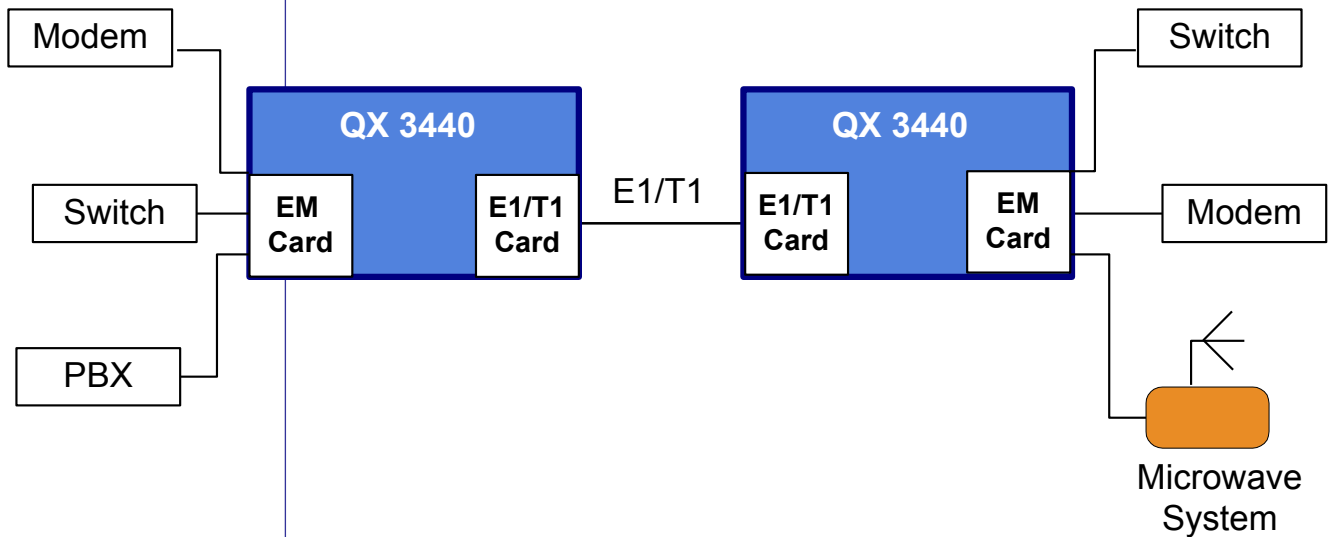 Modem
Switch
QX 3440
QX 3440
Switch
EM
Card
E1/T1
Card
E1/T1
E1/T1
Card
EM
Card
Modem
PBX
Microwave
System